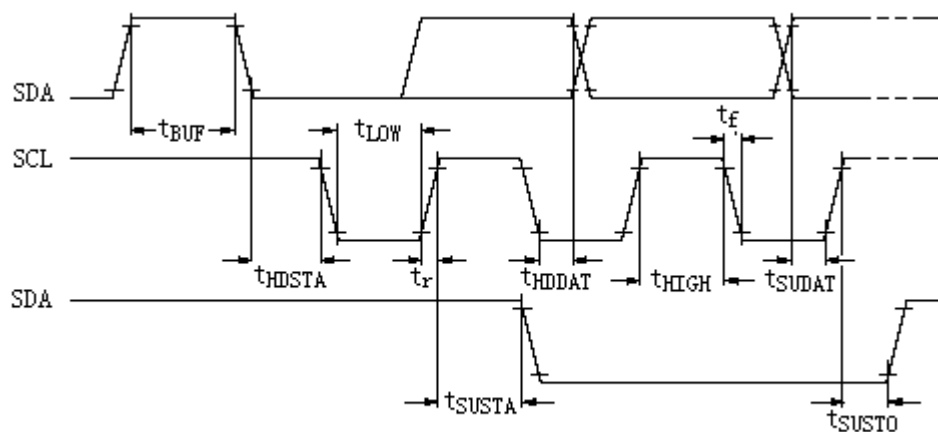 SDA
tBUF
tLOW
tf
SCL
tHDSTA
tr
tHDDAT
tHIGH
tSUDAT
SDA
tSUSTA
tSUSTO